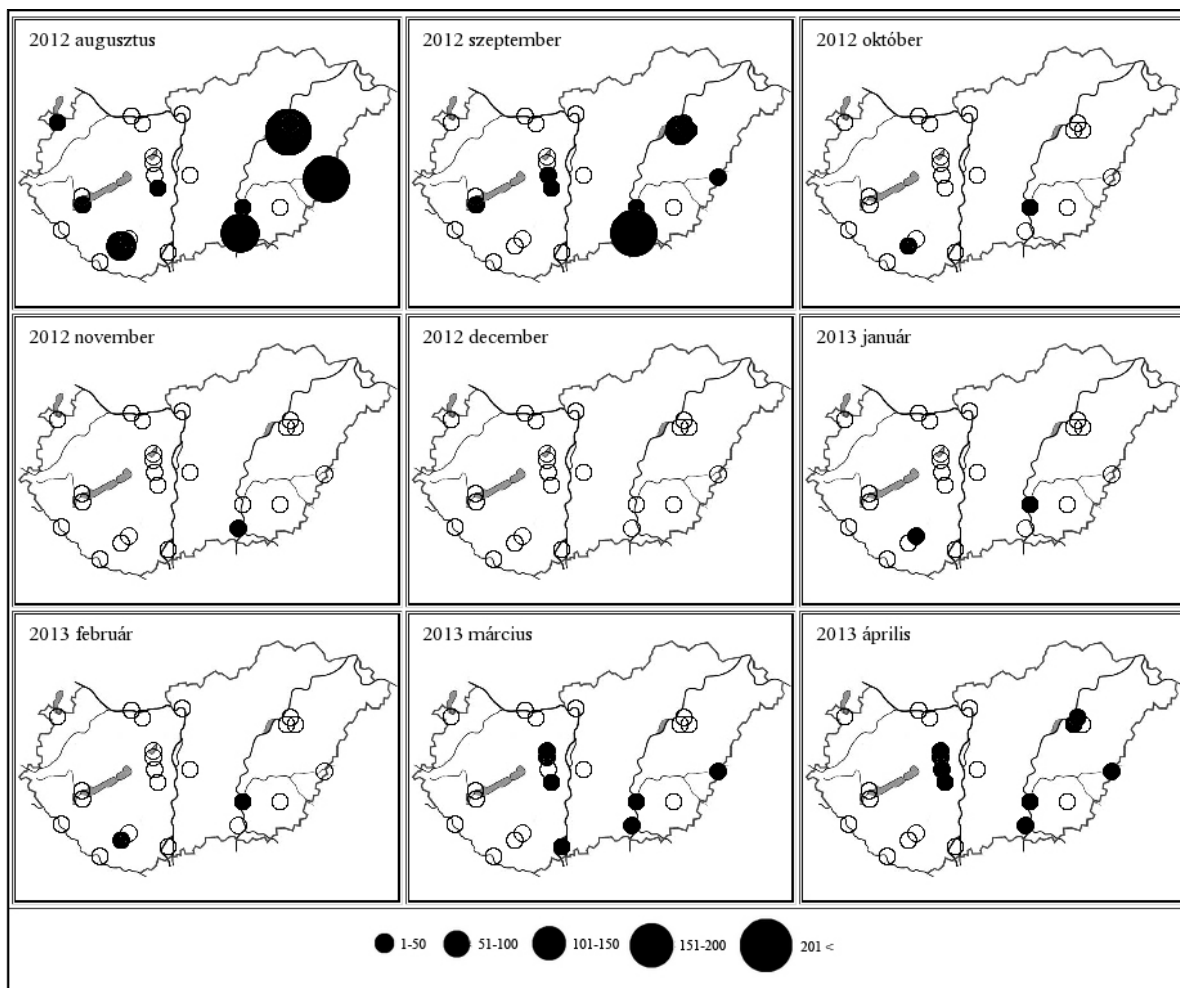 2012 augusztus
2012 szeptember
2012 október
2012 november
2012 december
2013 január
2013 február
2013 március
2013 április
1-50 51-100 101-150 151-200 201 <